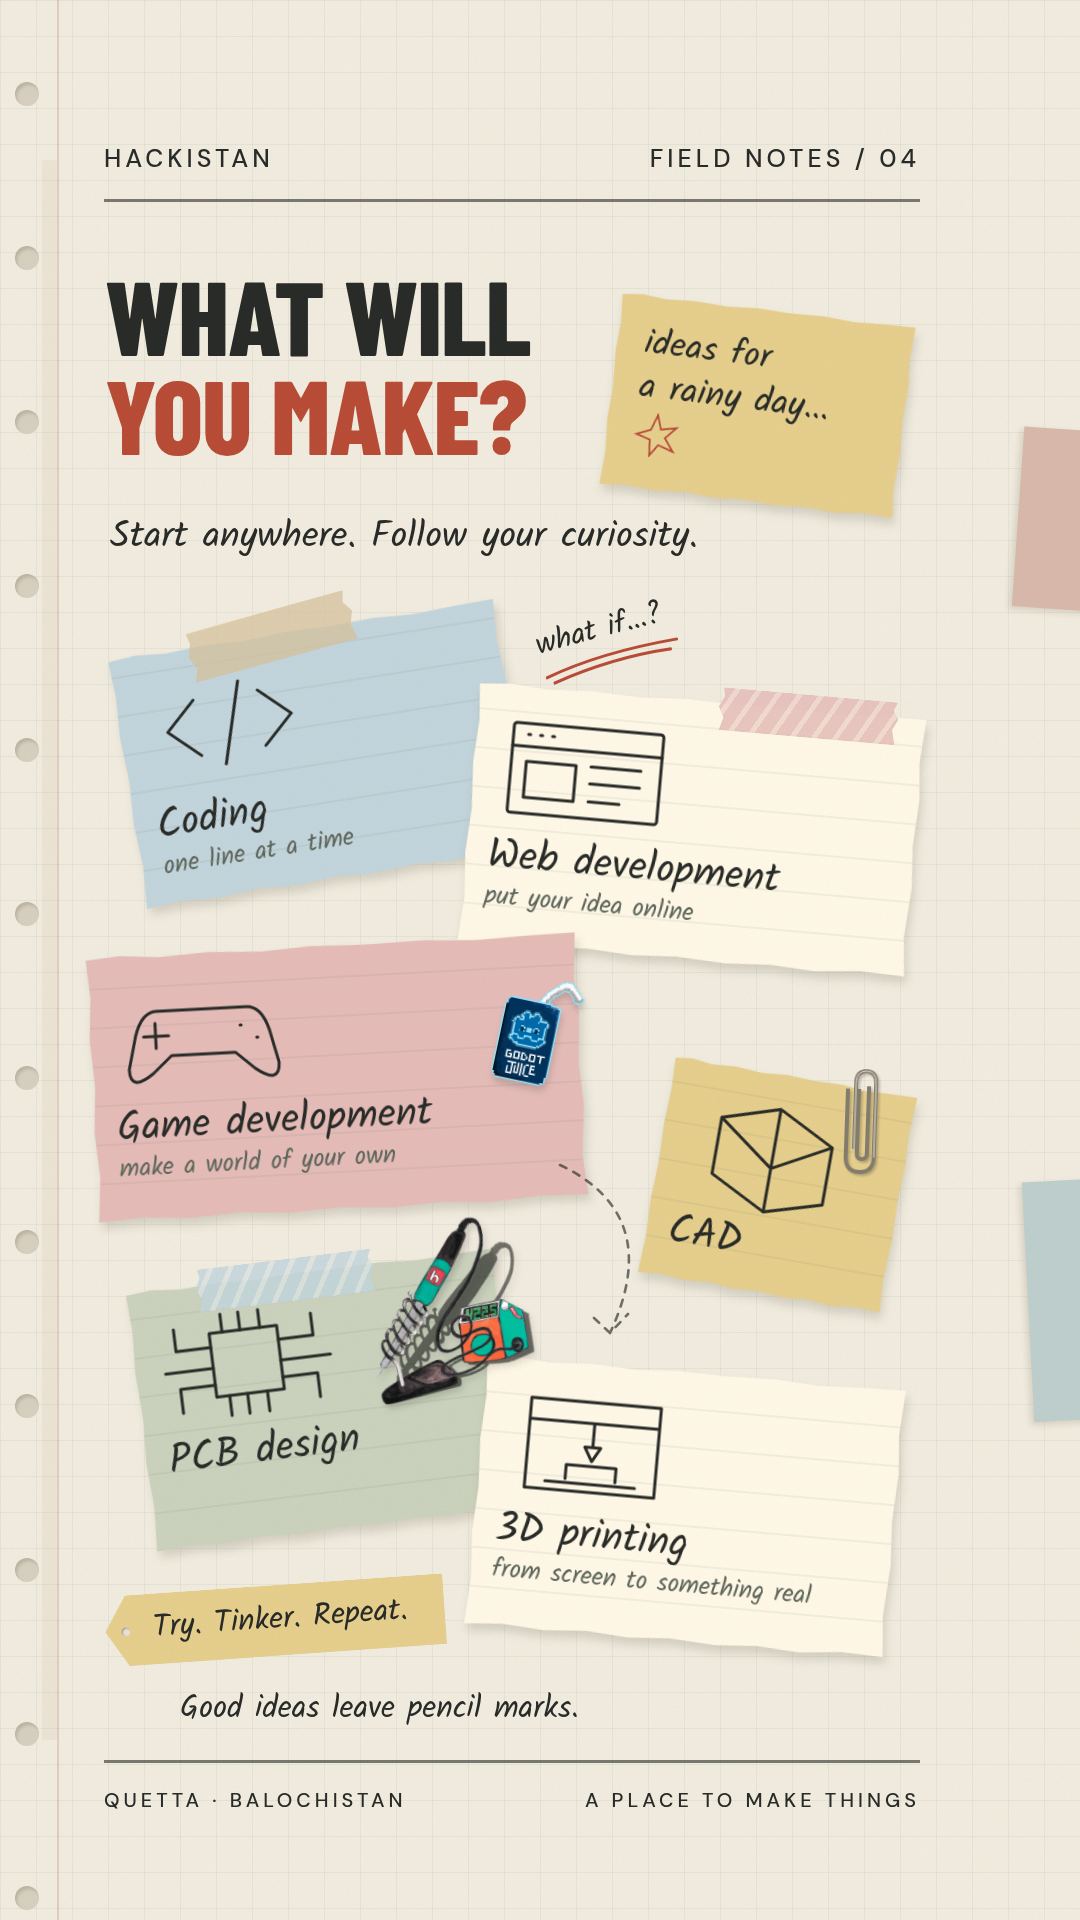 HACKISTAN
FIELD NOTES / 04
WHAT WILL
YOU MAKE?
ideas for
a rainy day...
Start anywhere. Follow your curiosity.
what if...?
Coding
one line at a time
Web development
put your idea online
GODOT
JUICE
Game development
make a world of your own
CAD
h
422.5
PCB design
3D printing
from screen to something real
Try. Tinker. Repeat.
Good ideas leave pencil marks.
QUETTA · BALOCHISTAN
A PLACE TO MAKE THINGS